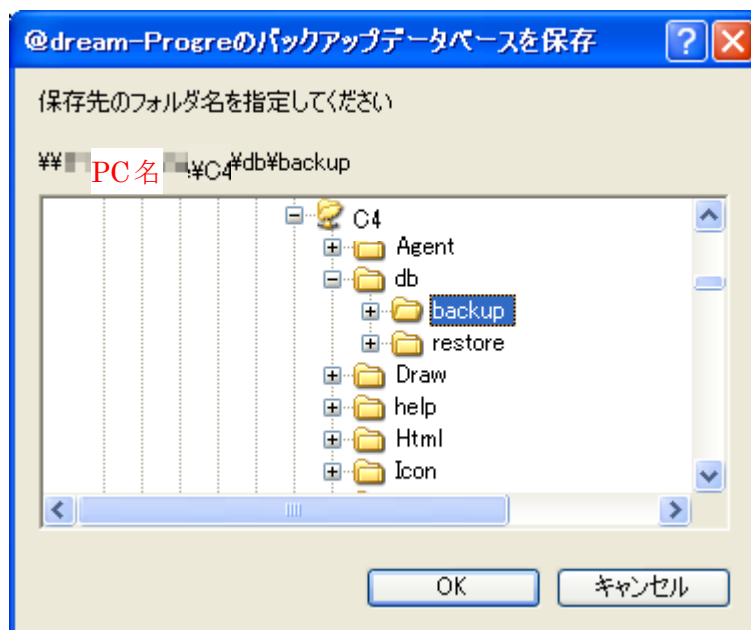 @dream-Progreのバックアップデータベースを保存
保存先のフォルダ名を指定してください
¥¥ PC名 ¥C4¥db¥backup
C4
Agent
db
backup
restore
Draw
help
Html
Icon
OK キャンセル